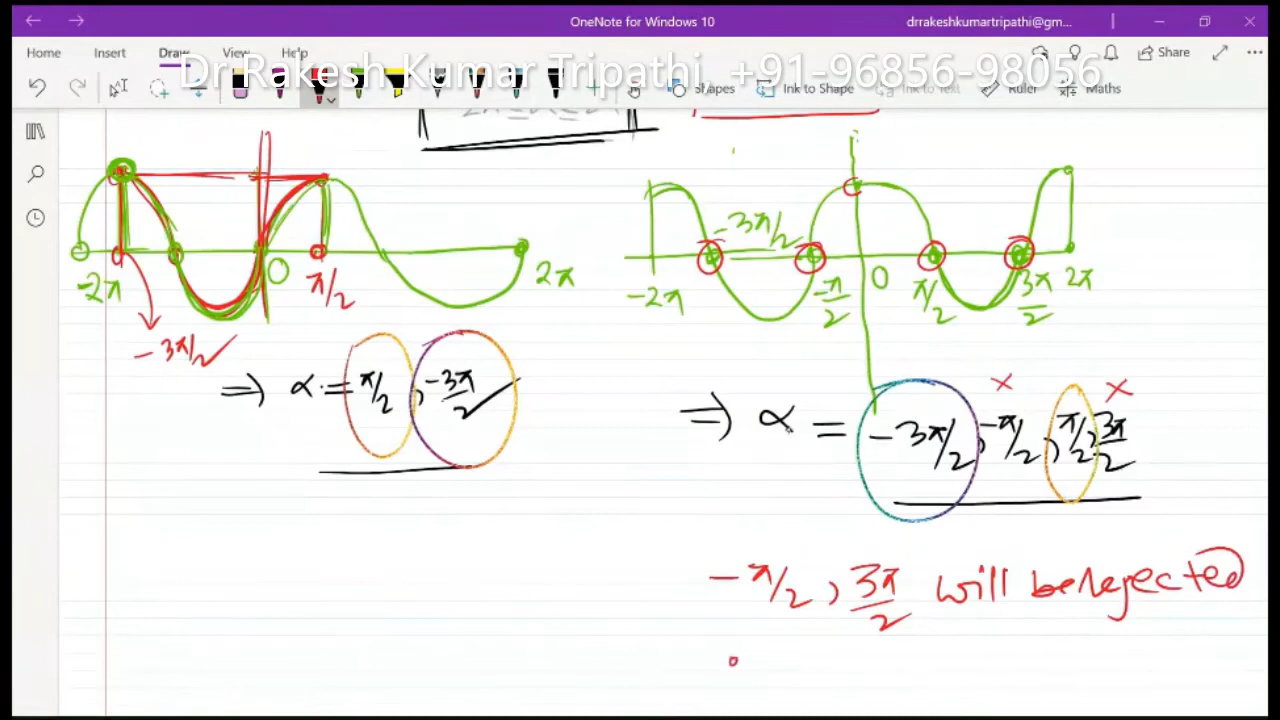 OneNote for Windows 10
drrakeshkumartripathi@gm...
Home Insert Draw View Help
Share
Dr Rakesh Kumar Tripathi +91-96856-98056
Shapes Ink to Shape Ink to Text Ruler Maths
-2π
0
π/2
2π
-3π/2
-2π
-3π/2
-π/2
0
π/2
3π/2
2π
⇒ α = π/2, -3π/2
⇒ α = -3π/2, -π/2, π/2, 3π/2
-π/2, 3π/2 will be rejected